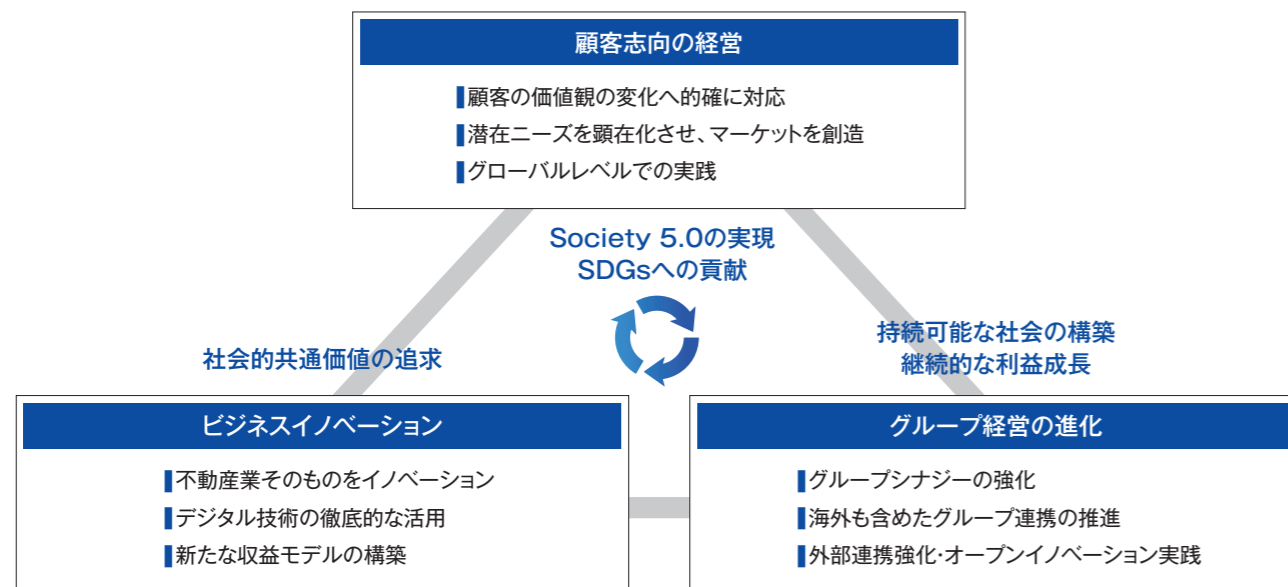 顧客志向の経営
顧客の価値観の変化へ的確に対応
潜在ニーズを顕在化させ、マーケットを創造
グローバルレベルでの実践
Society 5.0の実現
SDGsへの貢献
社会的共通価値の追求
持続可能な社会の構築
継続的な利益成長
ビジネスイノベーション
不動産業そのものをイノベーション
デジタル技術の徹底的な活用
新たな収益モデルの構築
グループ経営の進化
グループシナジーの強化
海外も含めたグループ連携の推進
外部連携強化・オープンイノベーション実践